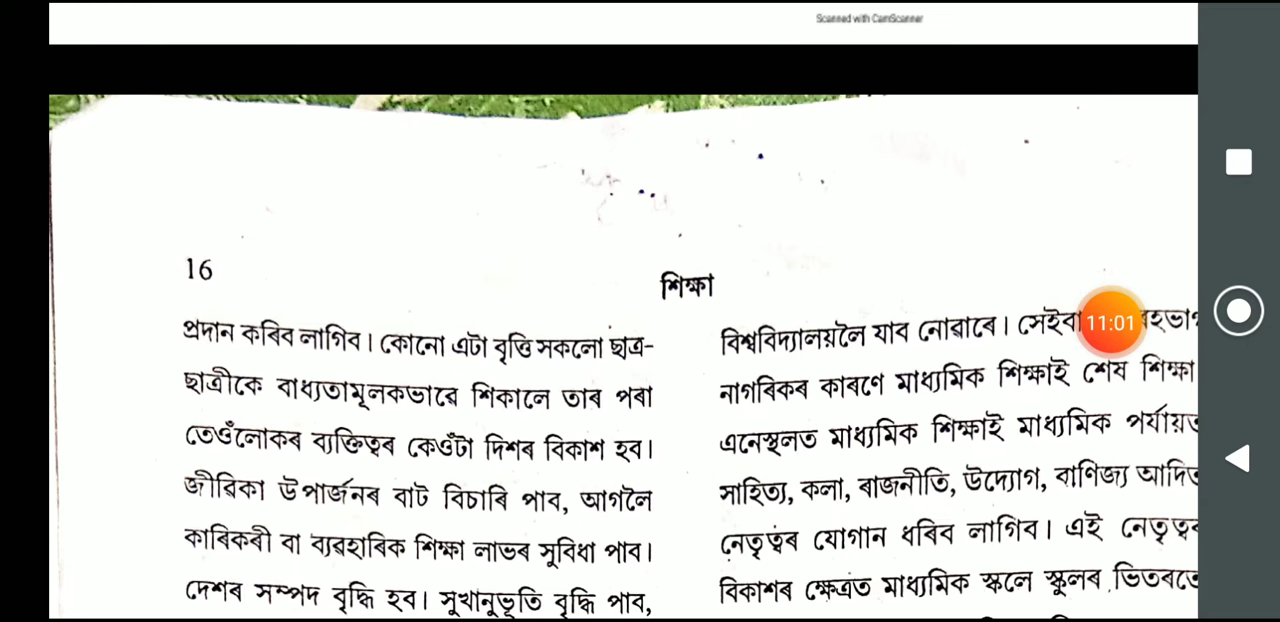 Scanned with CamScanner
16
শিক্ষা
প্ৰদান কৰিব লাগিব। কোনো এটা বৃত্তি সকলো ছাত্ৰ-
ছাত্ৰীকে বাধ্যতামূলকভাৱে শিকালে তাৰ পৰা
তেওঁলোকৰ ব্যক্তিত্বৰ কেওঁটা দিশৰ বিকাশ হব।
জীৱিকা উপাৰ্জনৰ বাট বিচাৰি পাব, আগলৈ
কাৰিকৰী বা ব্যৱহাৰিক শিক্ষা লাভৰ সুবিধা পাব।
দেশৰ সম্পদ বৃদ্ধি হব। সুখানুভূতি বৃদ্ধি পাব,
বিশ্ববিদ্যালয়লৈ যাব নোৱাৰে।
নাগৰিকৰ কাৰণে মাধ্যমিক শিক্ষাই শেষ শিক্ষা
এনেস্থলত মাধ্যমিক শিক্ষাই মাধ্যমিক পৰ্যায়ত
সাহিত্য, কলা, ৰাজনীতি, উদ্যোগ, বাণিজ্য আদিত
নেতৃত্বৰ যোগান ধৰিব লাগিব। এই নেতৃত্বৰ
বিকাশৰ ক্ষেত্ৰত মাধ্যমিক স্কুলে স্কুলৰ ভিতৰতে
11:01